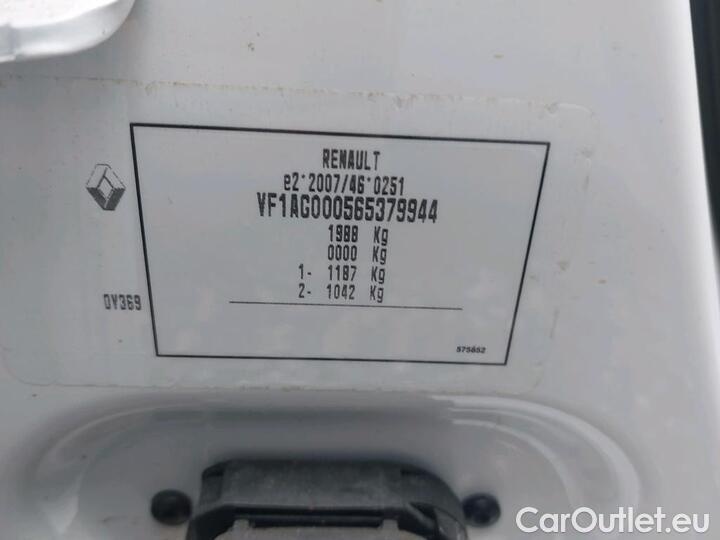 RENAULT
e2*2007/46*0251
VF1AG000565379944
1988 Kg
0000 Kg
1- 1187 Kg
2- 1042 Kg
0V369
575852
CarOutlet.eu